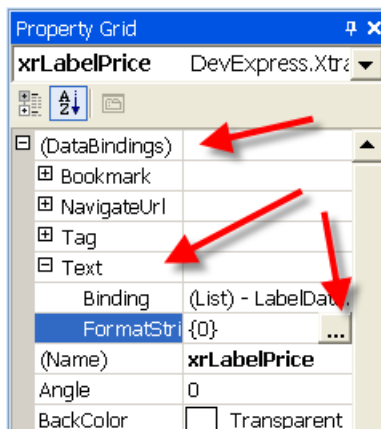 Property Grid
xrLabelPrice DevExpress.Xtra
(DataBindings)
Bookmark
NavigateUrl
Tag
Text
Binding (List) - LabelDat
FormatStri {0} ...
(Name) xrLabelPrice
Angle 0
BackColor Transparent